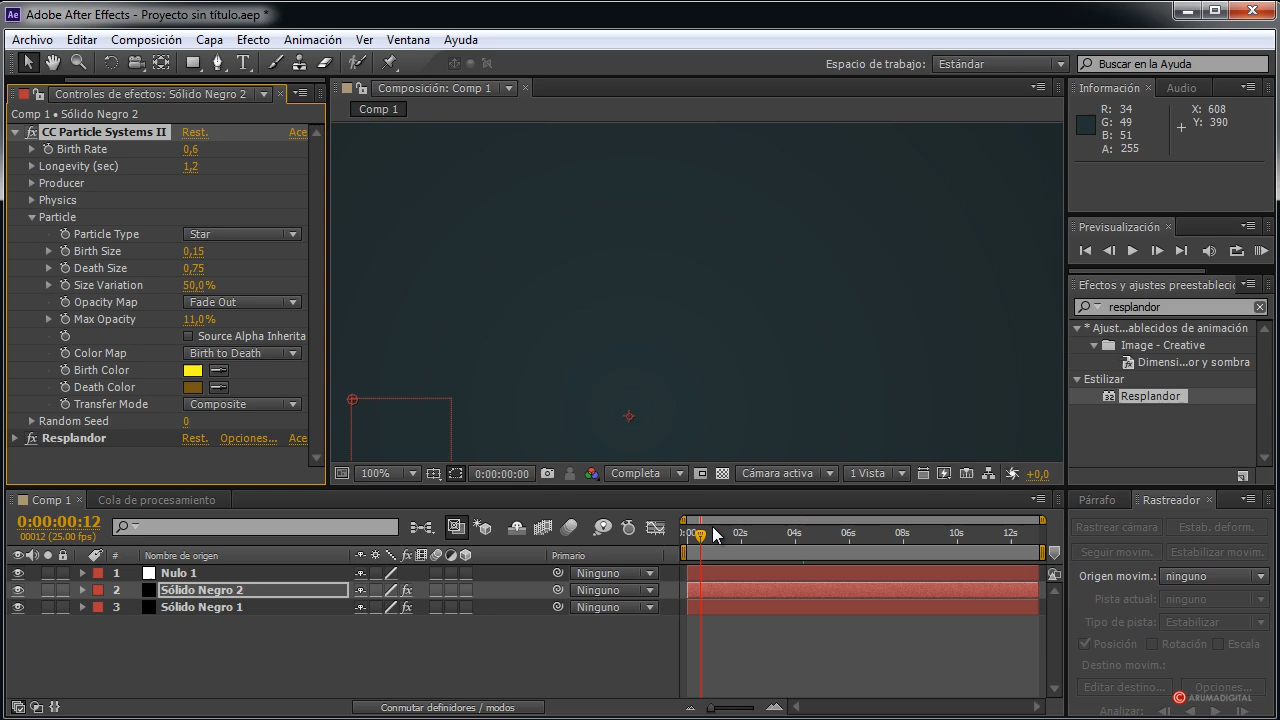 Ae Adobe After Effects - Proyecto sin título.aep *
Archivo Editar Composición Capa Efecto Animación Ver Ventana Ayuda
Espacio de trabajo: Estándar Buscar en la Ayuda
Controles de efectos: Sólido Negro 2
Comp 1 • Sólido Negro 2
CC Particle Systems II Rest. Ace
Birth Rate 0,6
Longevity (sec) 1,2
Producer
Physics
Particle
Particle Type Star
Birth Size 0,15
Death Size 0,75
Size Variation 50,0%
Opacity Map Fade Out
Max Opacity 11,0%
Source Alpha Inherita
Color Map Birth to Death
Birth Color
Death Color
Transfer Mode Composite
Random Seed 0
Resplandor Rest. Opciones... Ace
Composición: Comp 1
Comp 1
100% 0:00:00:00 Completa Cámara activa 1 Vista +0,0
Información Audio
R: 34 X: 608
G: 49 Y: 390
B: 51
A: 255
Previsualización
Efectos y ajustes preestableci
resplandor
* Ajust...ablecidos de animación
Image - Creative
Dimensi...or y sombra
Estilizar
Resplandor
Comp 1 Cola de procesamiento
0:00:00:12
00012 (25.00 fps)
02s 04s 06s 08s 10s 12s
# Nombre de origen fx Primario
1 Nulo 1 Ninguno
2 Sólido Negro 2 fx Ninguno
3 Sólido Negro 1 fx Ninguno
Conmutar definidores / modos
Párrafo Rastreador
Rastrear cámara Estab. deform.
Seguir movim. Estabilizar movim.
Origen movim.: ninguno
Pista actual: ninguno
Tipo de pista: Estabilizar
Posición Rotación Escala
Destino movim.:
Editar destino... Opciones...
Analizar:
© ARUMADIGITAL